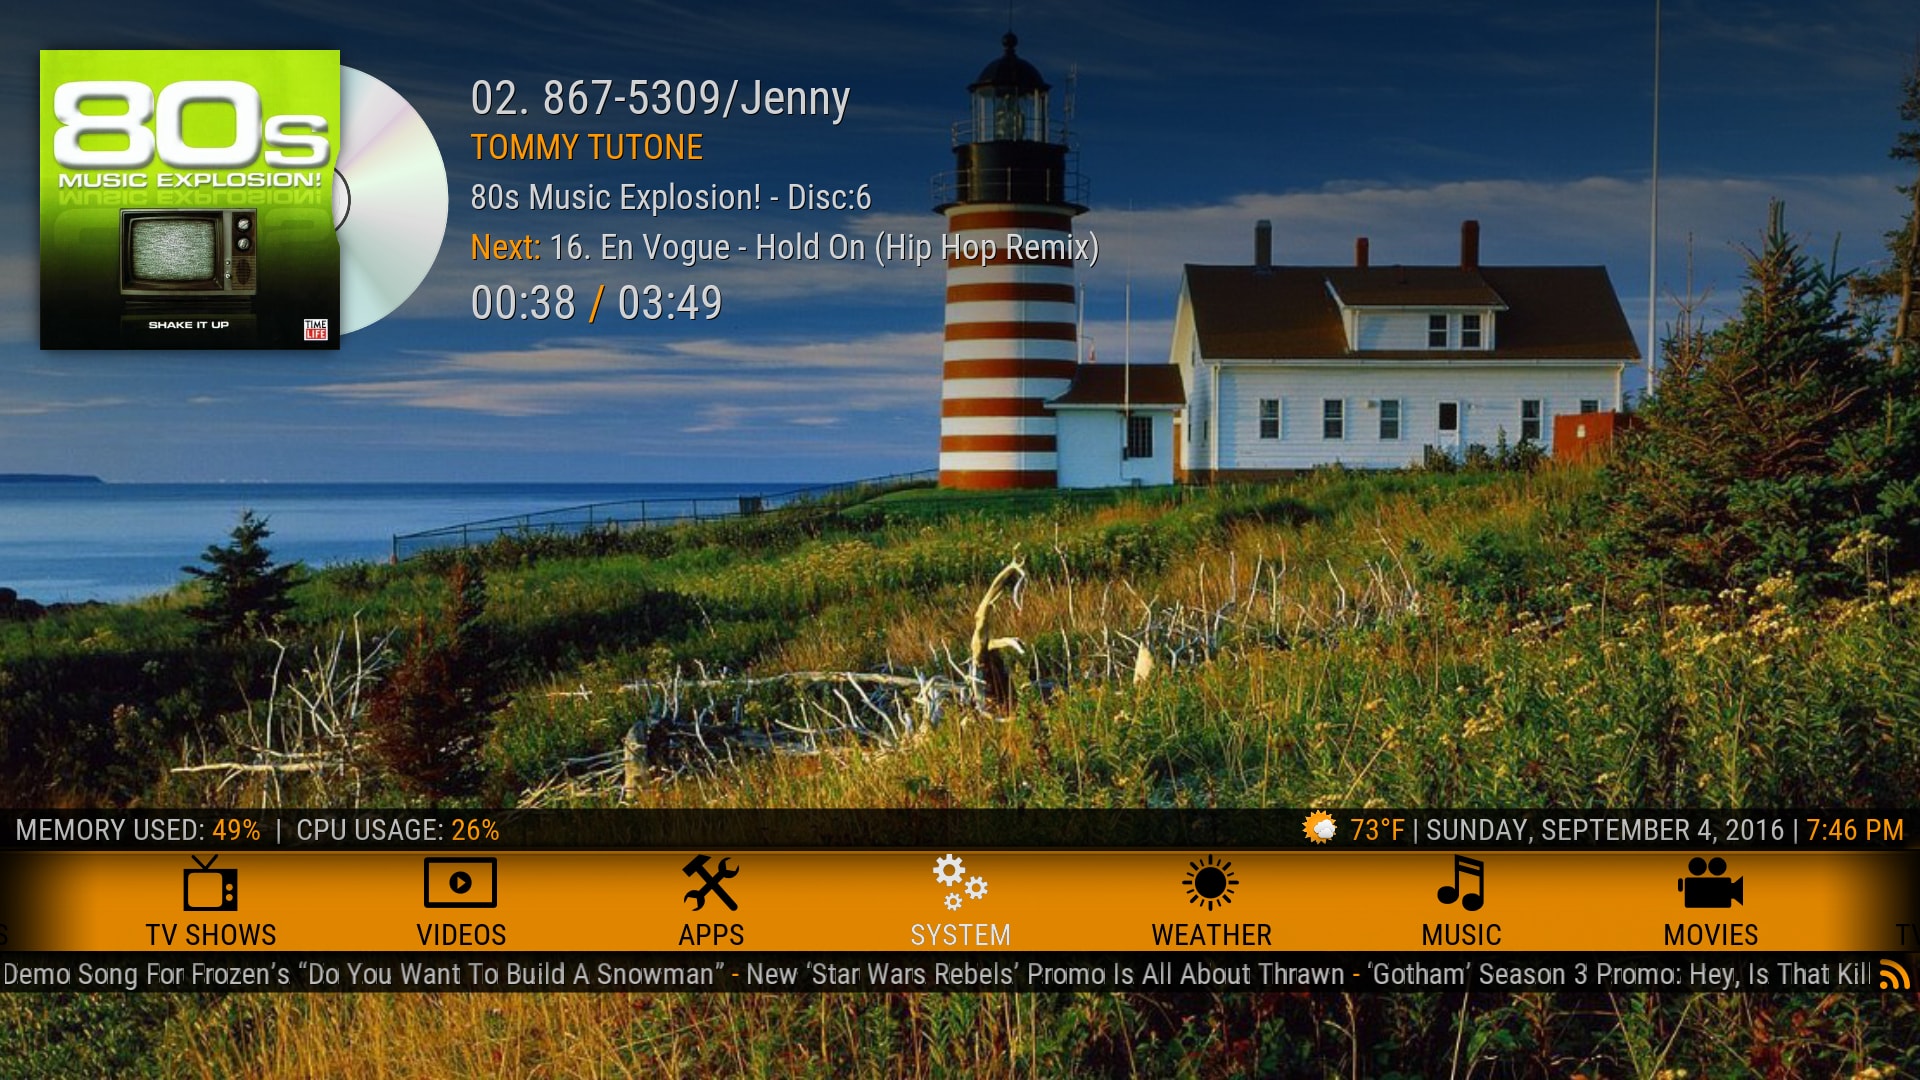 80s
MUSIC EXPLOSION!
SHAKE IT UP
TIME
LIFE
02. 867-5309/Jenny
TOMMY TUTONE
80s Music Explosion! - Disc:6
Next: 16. En Vogue - Hold On (Hip Hop Remix)
00:38 / 03:49
MEMORY USED: 49% | CPU USAGE: 26%
73°F | SUNDAY, SEPTEMBER 4, 2016 | 7:46 PM
S TV SHOWS VIDEOS APPS SYSTEM WEATHER MUSIC MOVIES TV
Demo Song For Frozen’s “Do You Want To Build A Snowman” - New ‘Star Wars Rebels’ Promo Is All About Thrawn - ‘Gotham’ Season 3 Promo: Hey, Is That Kill